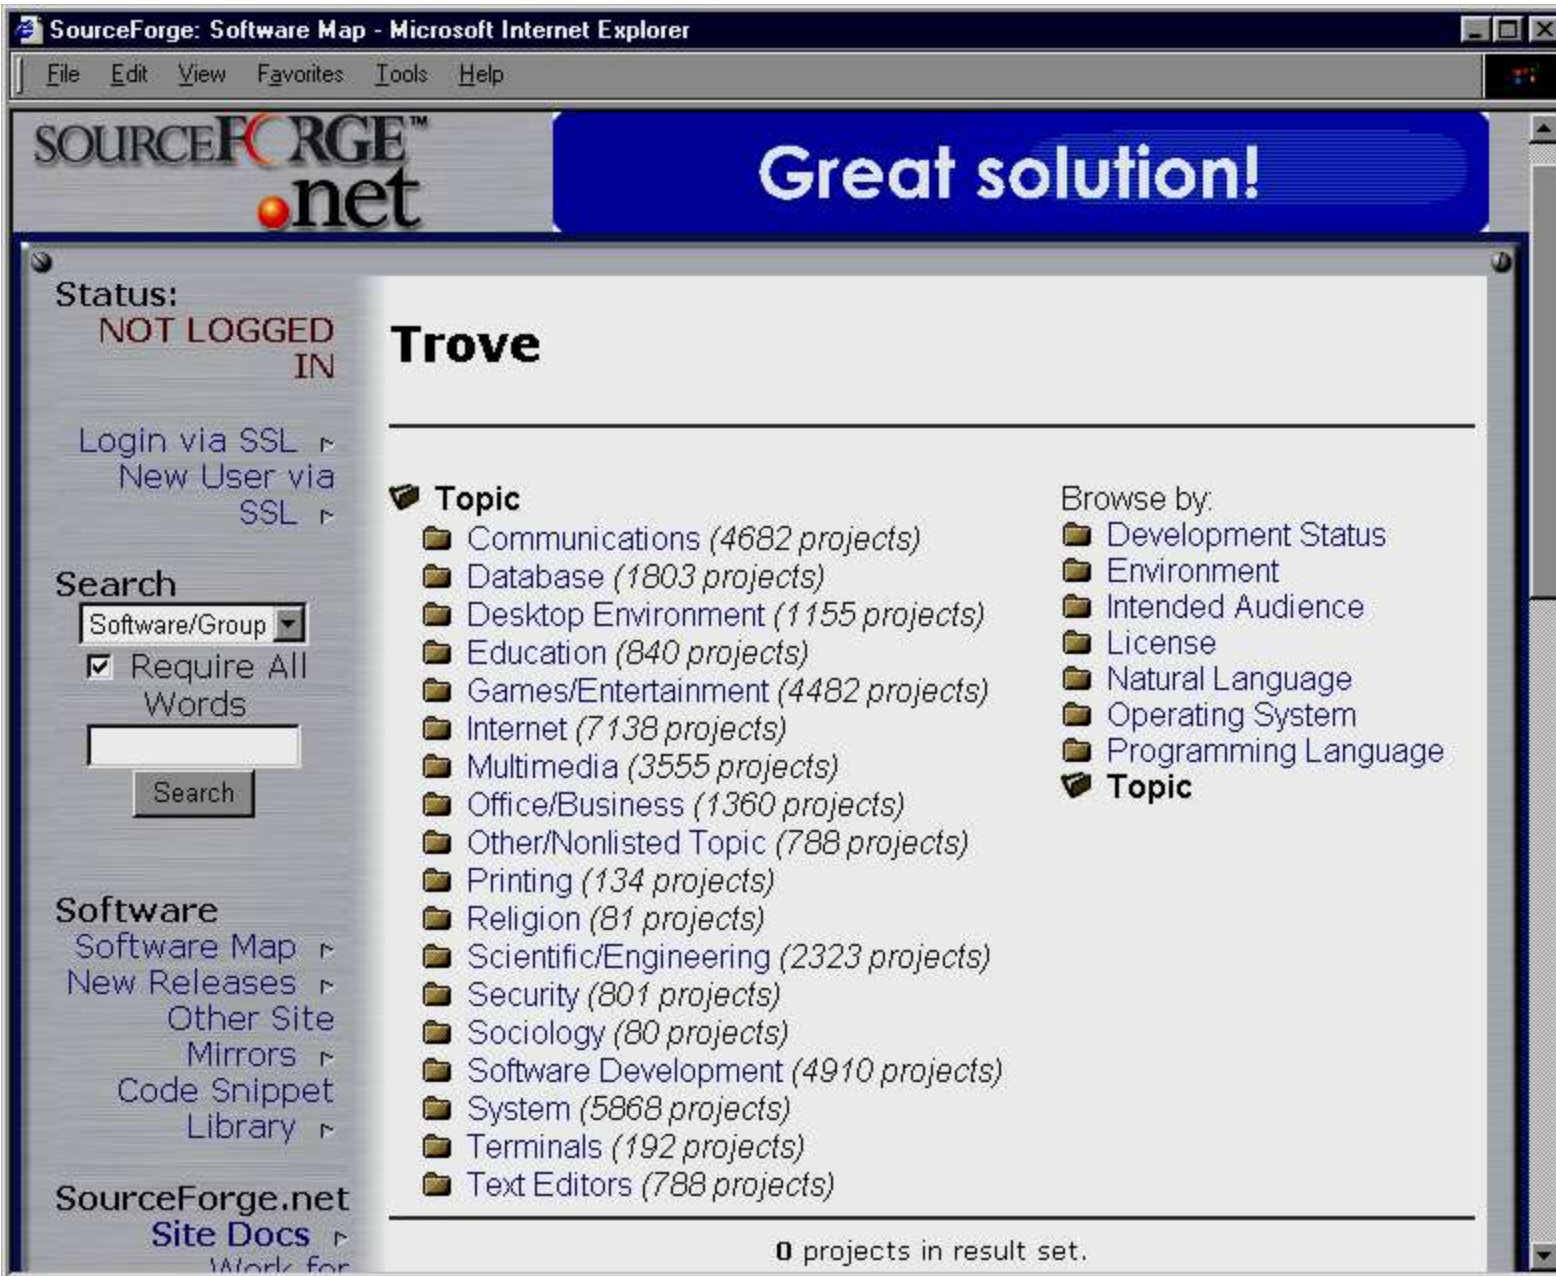 SourceForge: Software Map - Microsoft Internet Explorer
File Edit View Favorites Tools Help
SOURCEFORGE™
.net
Great solution!
Status:
NOT LOGGED
IN
Login via SSL
New User via
SSL
Search
Software/Group
Require All
Words
Search
Software
Software Map
New Releases
Other Site
Mirrors
Code Snippet
Library
SourceForge.net
Site Docs
Work for
Trove
Topic
Communications (4682 projects)
Database (1803 projects)
Desktop Environment (1155 projects)
Education (840 projects)
Games/Entertainment (4482 projects)
Internet (7138 projects)
Multimedia (3555 projects)
Office/Business (1360 projects)
Other/Nonlisted Topic (788 projects)
Printing (134 projects)
Religion (81 projects)
Scientific/Engineering (2323 projects)
Security (801 projects)
Sociology (80 projects)
Software Development (4910 projects)
System (5868 projects)
Terminals (192 projects)
Text Editors (788 projects)
Browse by:
Development Status
Environment
Intended Audience
License
Natural Language
Operating System
Programming Language
Topic
0 projects in result set.